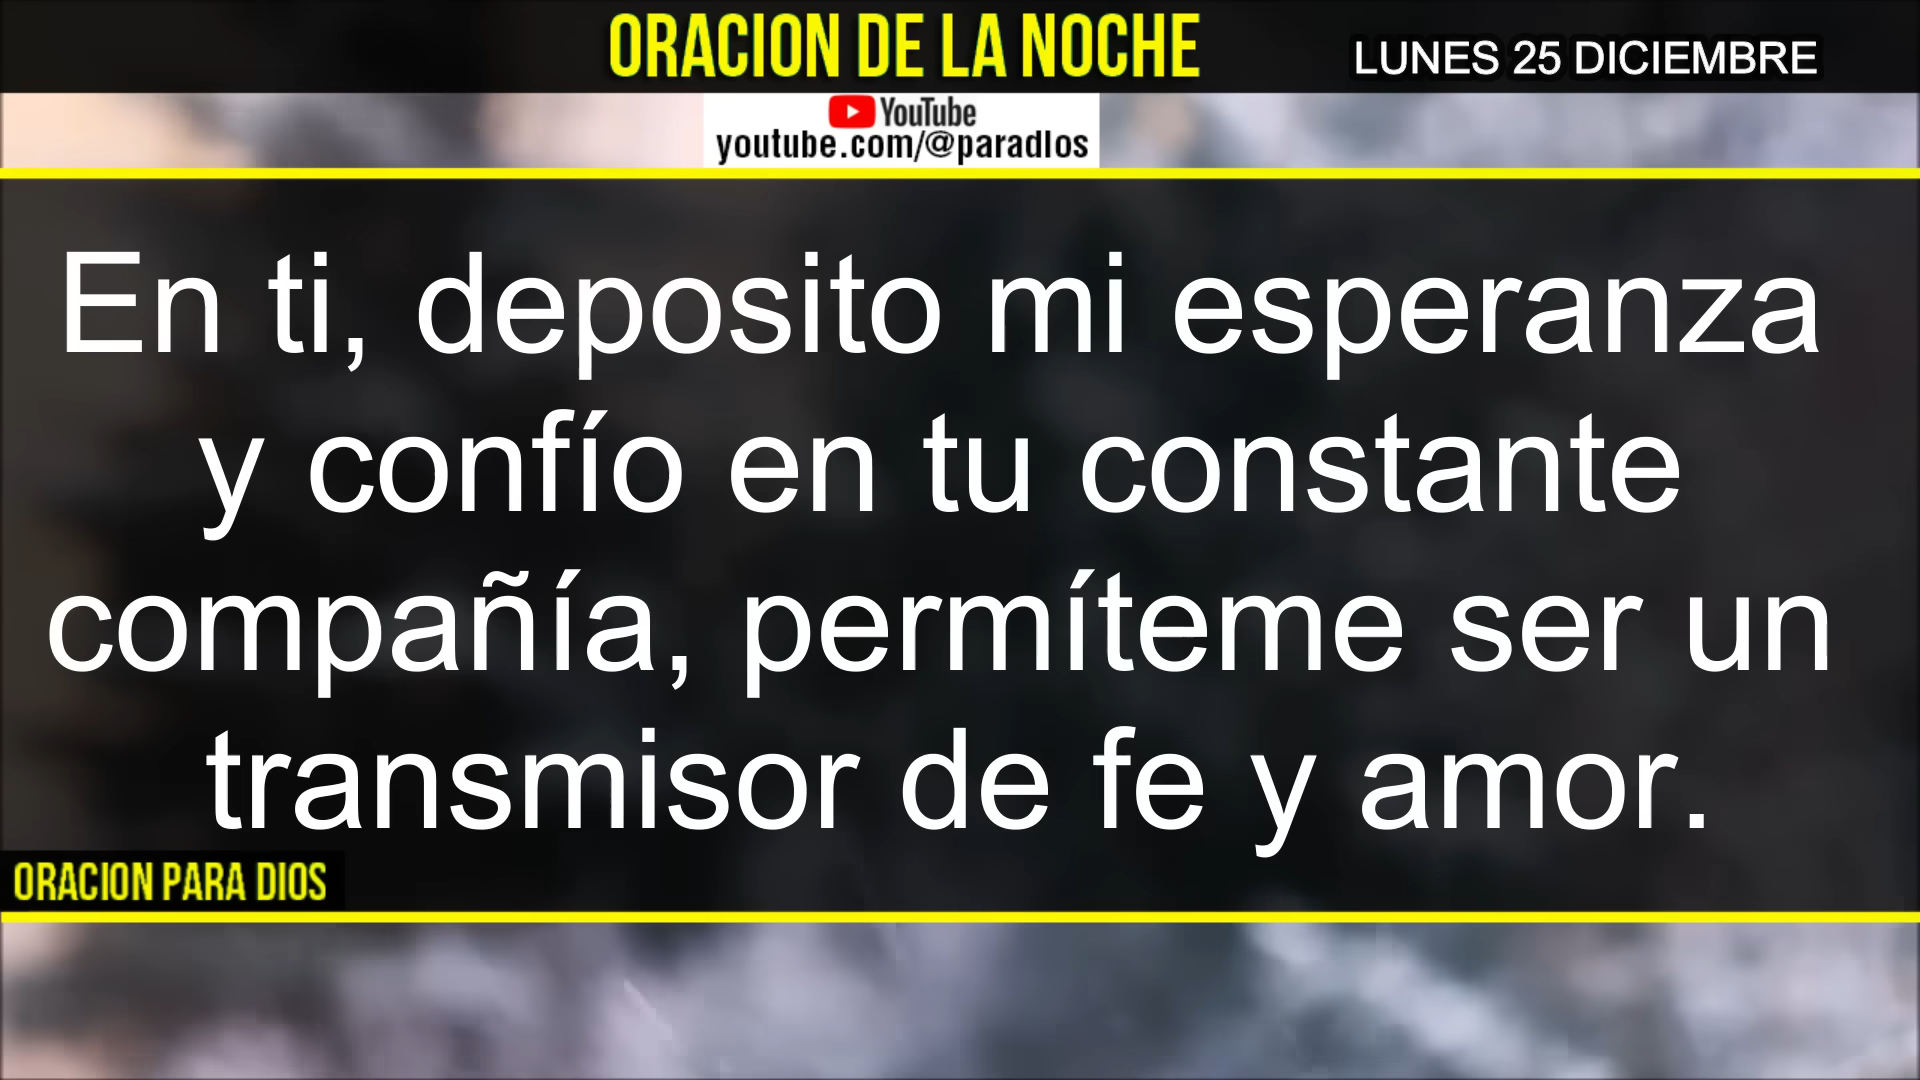 ORACION DE LA NOCHE
LUNES 25 DICIEMBRE
YouTube
youtube.com/@paradIos
En ti, deposito mi esperanza
y confío en tu constante
compañía, permíteme ser un
transmisor de fe y amor.
ORACION PARA DIOS